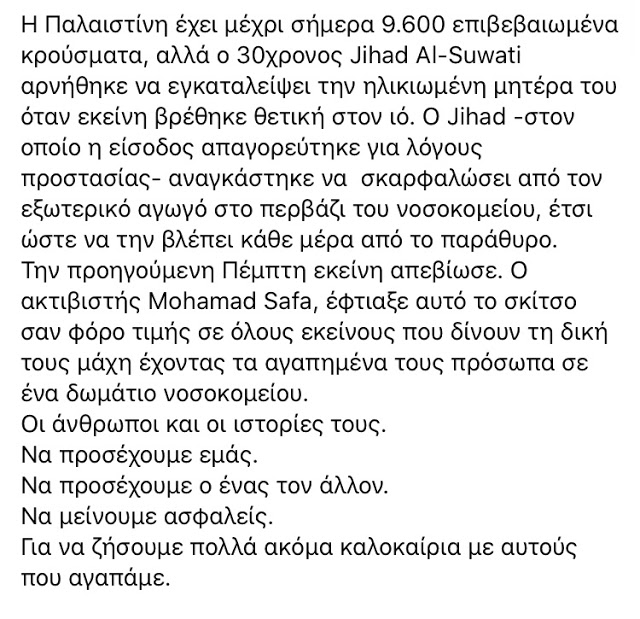 Η Παλαιστίνη έχει μέχρι σήμερα 9.600 επιβεβαιωμένα
κρούσματα, αλλά ο 30χρονος Jihad Al-Suwati
αρνήθηκε να εγκαταλείψει την ηλικιωμένη μητέρα του
όταν εκείνη βρέθηκε θετική στον ιό. Ο Jihad -στον
οποίο η είσοδος απαγορεύτηκε για λόγους
προστασίας- αναγκάστηκε να  σκαρφαλώσει από τον
εξωτερικό αγωγό στο περβάζι του νοσοκομείου, έτσι
ώστε να την βλέπει κάθε μέρα από το παράθυρο.
Την προηγούμενη Πέμπτη εκείνη απεβίωσε. Ο
ακτιβιστής Mohamad Safa, έφτιαξε αυτό το σκίτσο
σαν φόρο τιμής σε όλους εκείνους που δίνουν τη δική
τους μάχη έχοντας τα αγαπημένα τους πρόσωπα σε
ένα δωμάτιο νοσοκομείου.
Οι άνθρωποι και οι ιστορίες τους.
Να προσέχουμε εμάς.
Να προσέχουμε ο ένας τον άλλον.
Να μείνουμε ασφαλείς.
Για να ζήσουμε πολλά ακόμα καλοκαίρια με αυτούς
που αγαπάμε.